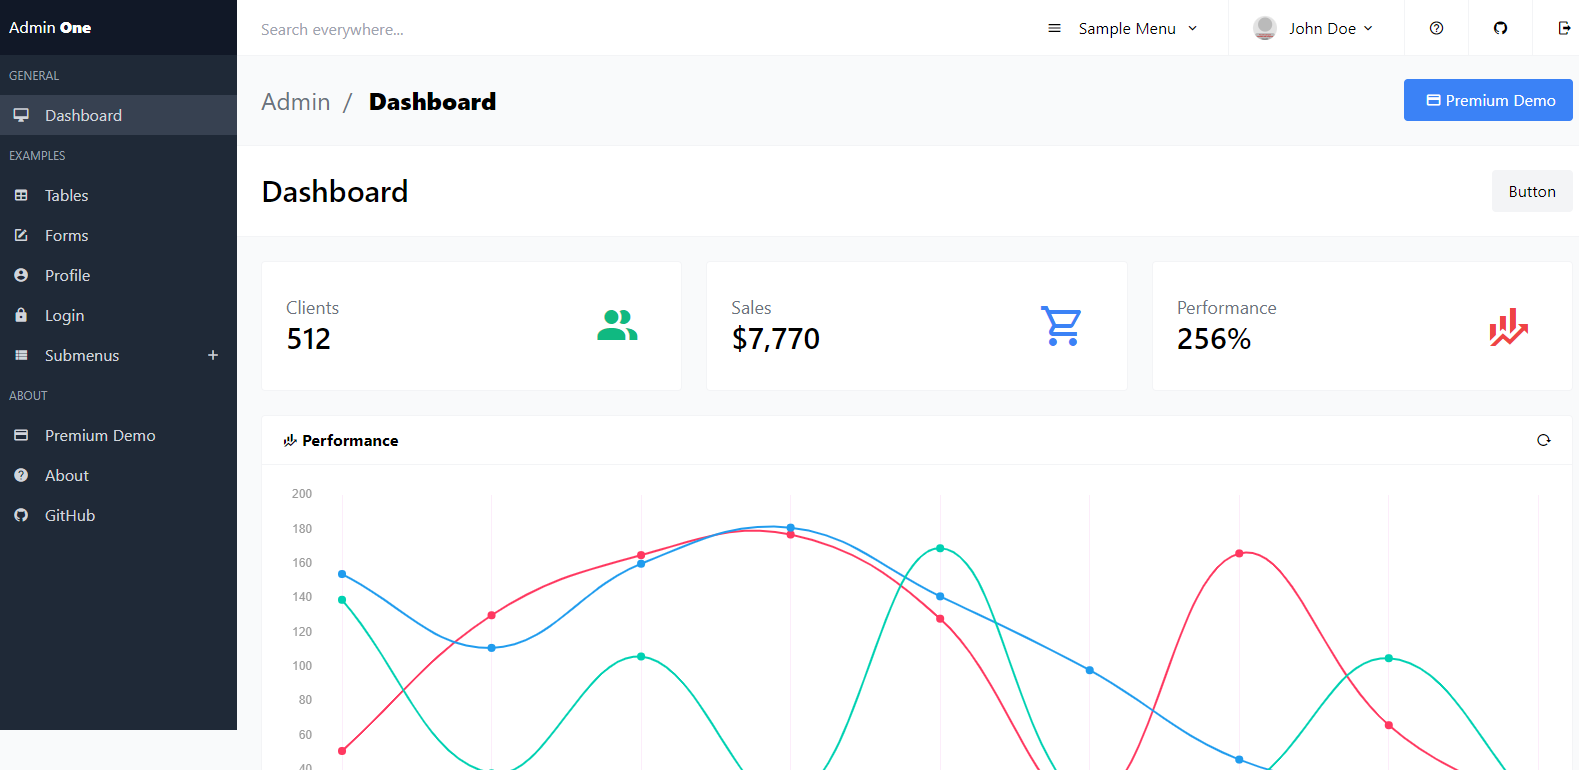 Admin One
Search everywhere...
Sample Menu
John Doe
GENERAL
Dashboard
EXAMPLES
Tables
Forms
Profile
Login
Submenus +
ABOUT
Premium Demo
About
GitHub
Admin / Dashboard
Premium Demo
Dashboard
Button
Clients
512
Sales
$7,770
Performance
256%
Performance
200
180
160
140
120
100
80
60
40